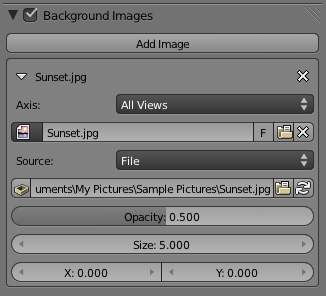 Background Images
Add Image
Sunset.jpg
Axis: All Views
Sunset.jpg F
Source: File
uments\My Pictures\Sample Pictures\Sunset.jpg
Opacity: 0.500
Size: 5.000
X: 0.000 Y: 0.000